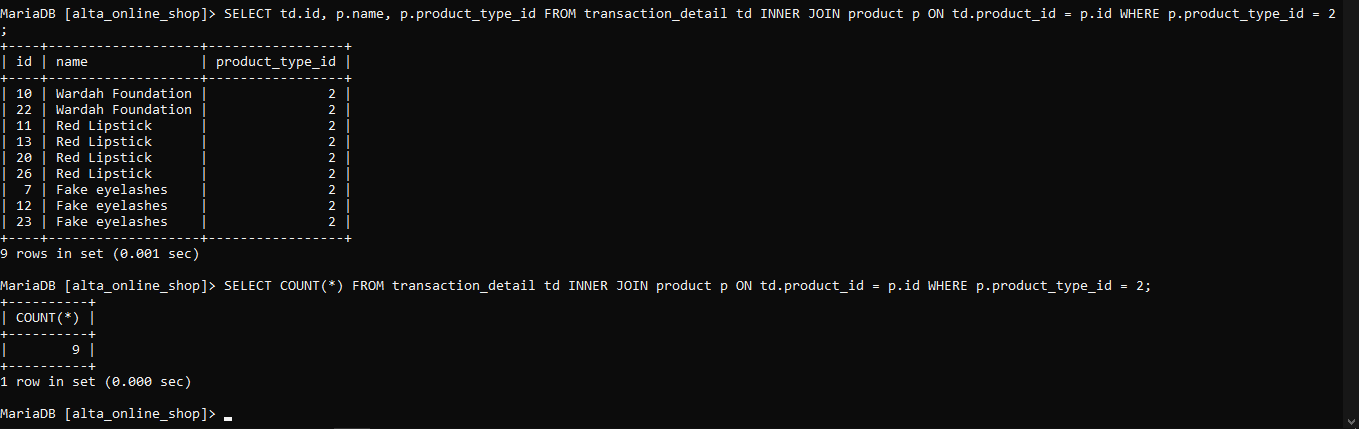 MariaDB [alta_online_shop]> SELECT td.id, p.name, p.product_type_id FROM transaction_detail td INNER JOIN product p ON td.product_id = p.id WHERE p.product_type_id = 2
;
+----+-------------------+-----------------+
| id | name              | product_type_id |
+----+-------------------+-----------------+
| 10 | Wardah Foundation |               2 |
| 22 | Wardah Foundation |               2 |
| 11 | Red Lipstick      |               2 |
| 13 | Red Lipstick      |               2 |
| 20 | Red Lipstick      |               2 |
| 26 | Red Lipstick      |               2 |
|  7 | Fake eyelashes    |               2 |
| 12 | Fake eyelashes    |               2 |
| 23 | Fake eyelashes    |               2 |
+----+-------------------+-----------------+
9 rows in set (0.001 sec)

MariaDB [alta_online_shop]> SELECT COUNT(*) FROM transaction_detail td INNER JOIN product p ON td.product_id = p.id WHERE p.product_type_id = 2;
+----------+
| COUNT(*) |
+----------+
|        9 |
+----------+
1 row in set (0.000 sec)

MariaDB [alta_online_shop]>